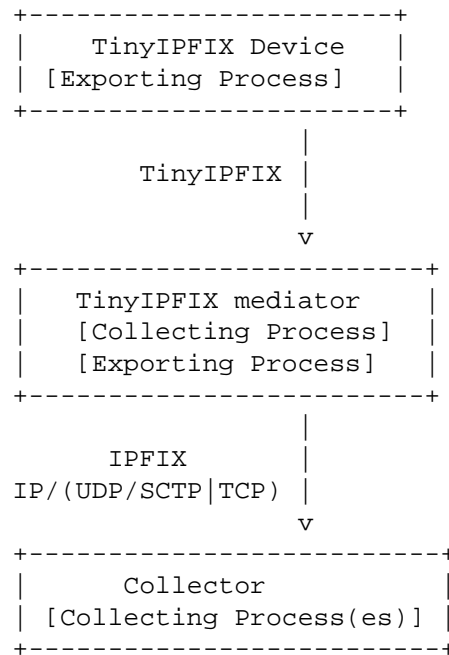 +------------------------+
|     TinyIPFIX Device   |
| [Exporting Process]    |
+------------------------+
                  |
        TinyIPFIX |
                  |
                  v
+--------------------------+
|    TinyIPFIX mediator    |
|    [Collecting Process]  |
|    [Exporting Process]   |
+--------------------------+
                  |
      IPFIX       |
IP/(UDP/SCTP|TCP) |
                  v
+---------------------------+
|       Collector           |
| [Collecting Process(es)]  |
+---------------------------+